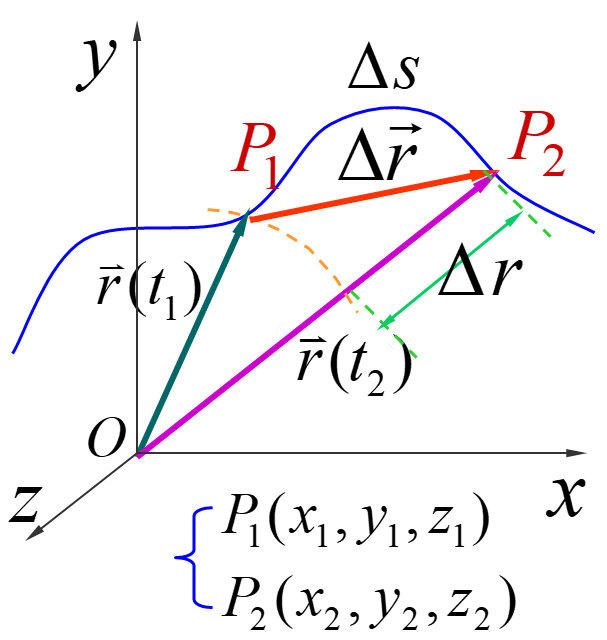 y
Δs
P₁
Δr⃗
P₂
r⃗(t₁)
Δr
r⃗(t₂)
O
z
x
P₁(x₁, y₁, z₁)
P₂(x₂, y₂, z₂)